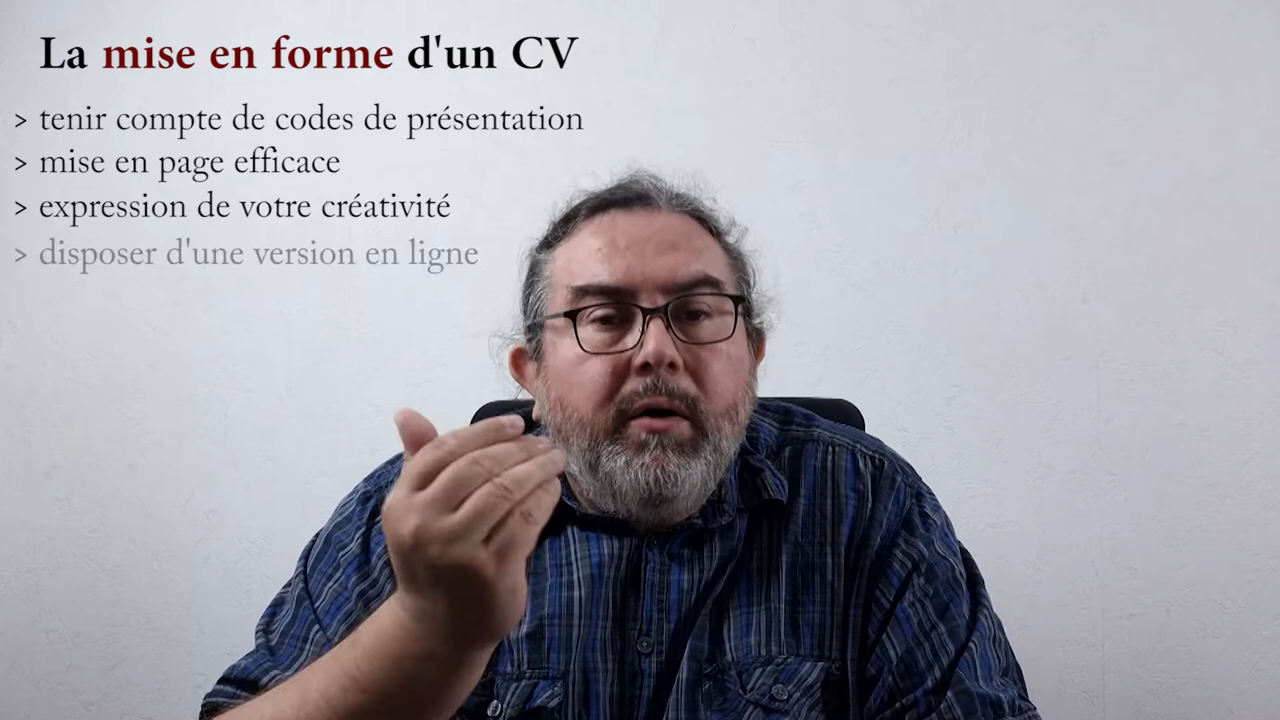 La mise en forme d'un CV
> tenir compte de codes de présentation
> mise en page efficace
> expression de votre créativité
> disposer d'une version en ligne